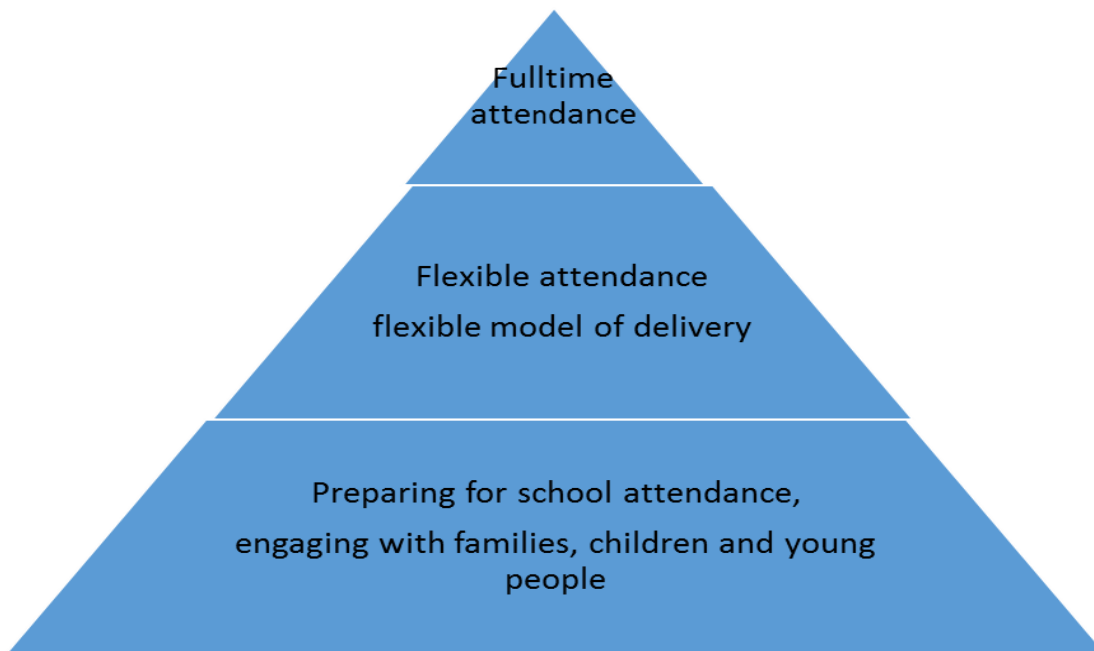 Fulltime
attendance
Flexible attendance
flexible model of delivery
Preparing for school attendance,
engaging with families, children and young
people